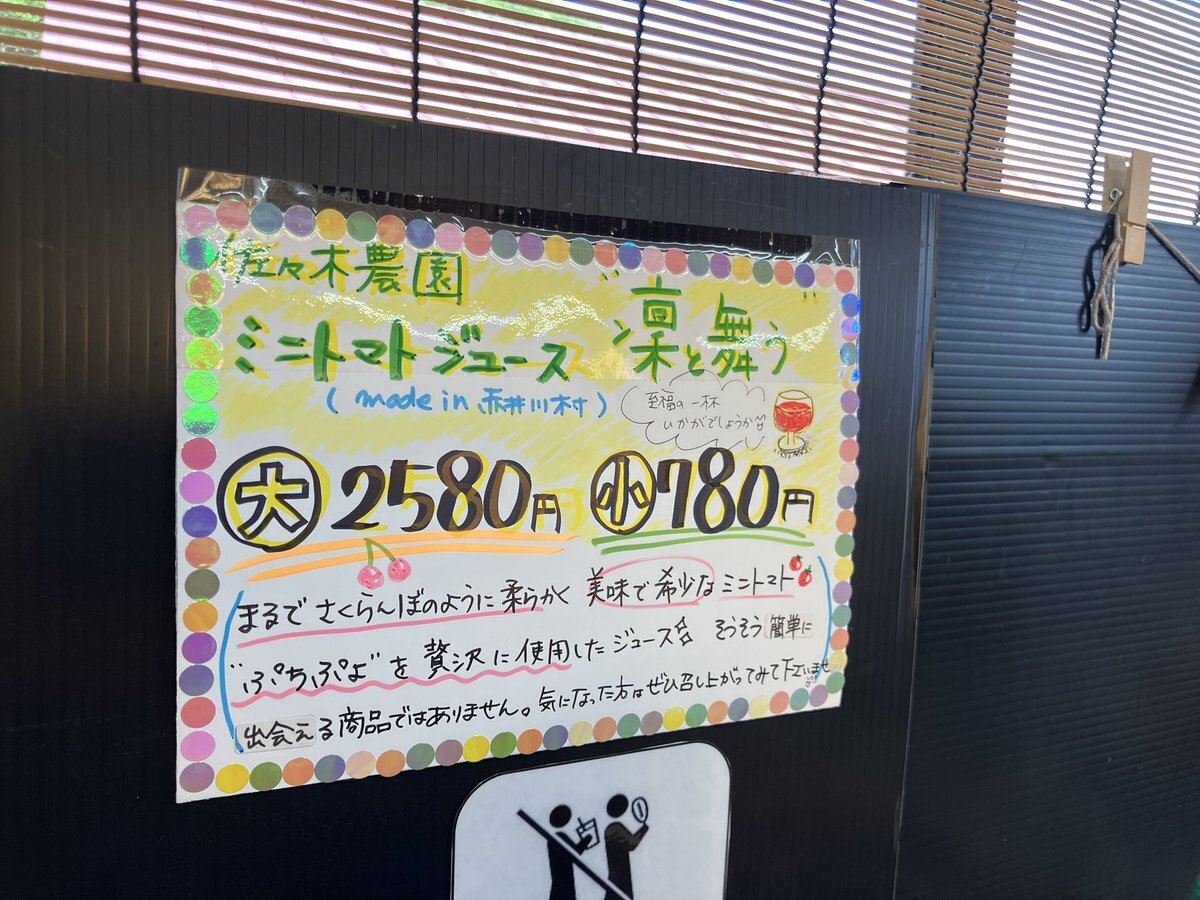 佐々木農園
ミニトマトジュース "凛と舞う"
(made in 赤井川村)
至福の一杯
いかがでしょうか
大 2580円 小 780円
まるでさくらんぼのように柔らかく 美味で希少なミニトマト
"ぷちぷよ"を贅沢に使用したジュース そうそう簡単に
出会える商品ではありません。気になった方はぜひ召し上がってみて下さいませ